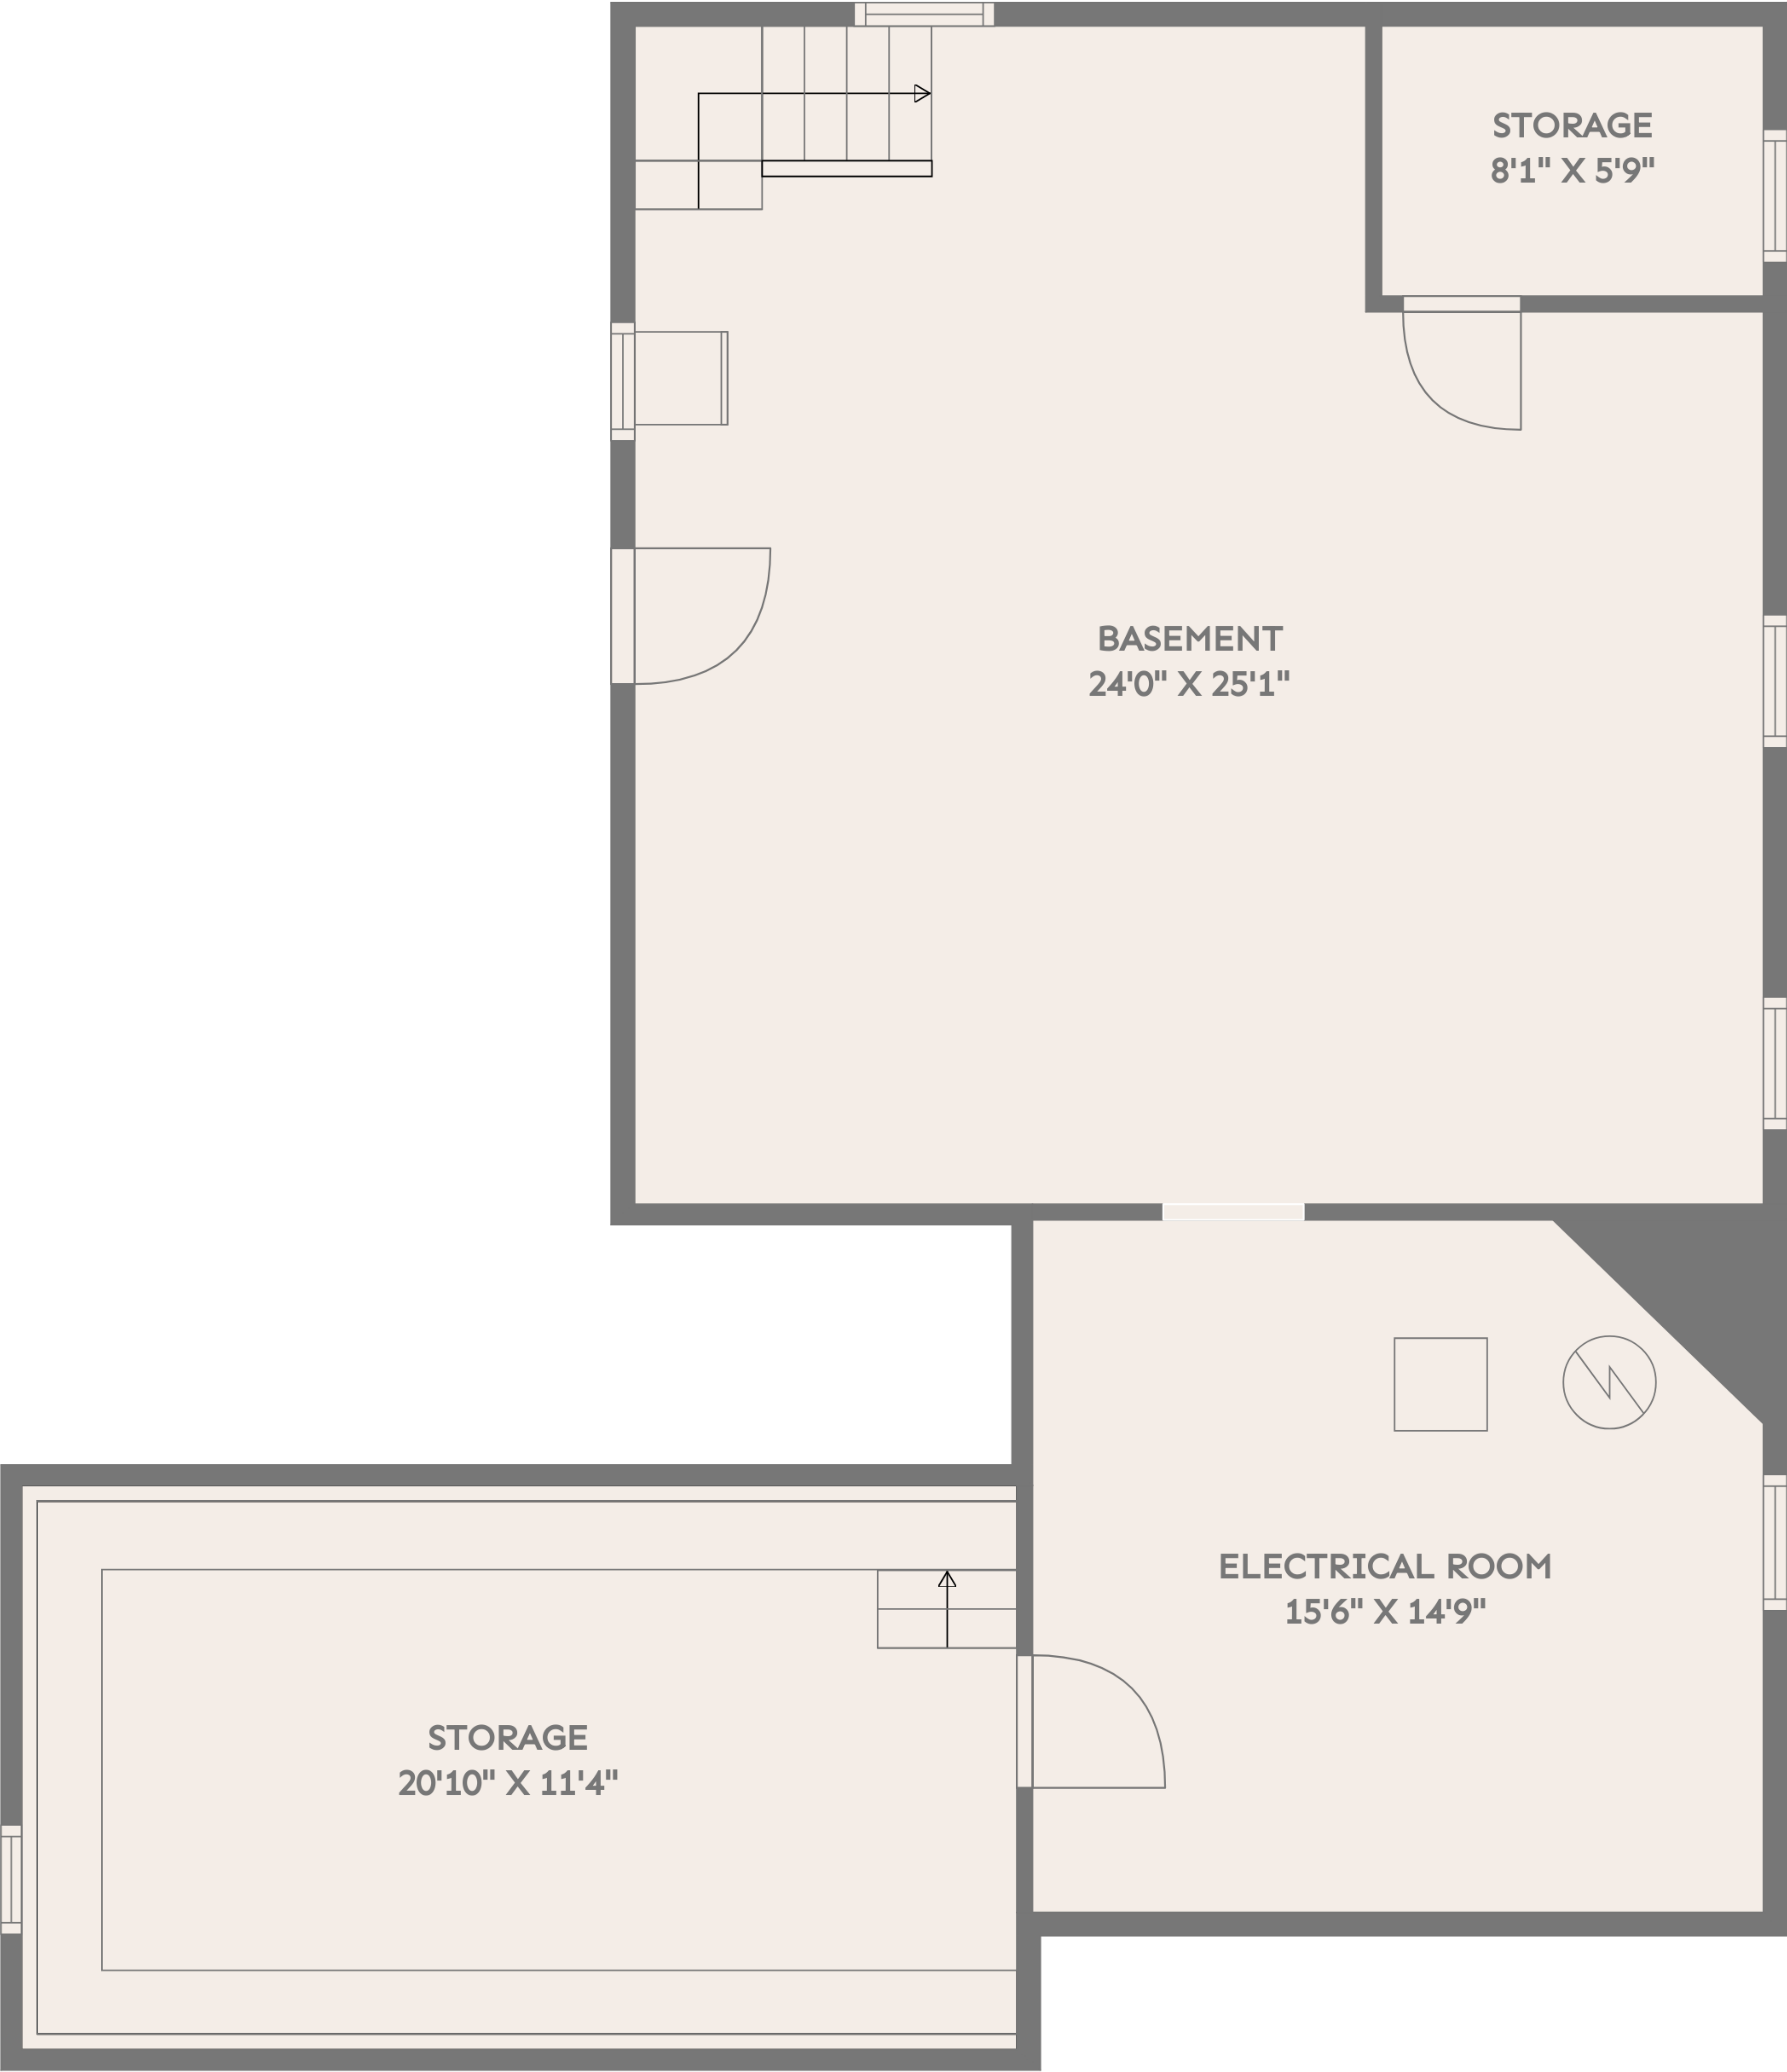 STORAGE
8'1" X 5'9"
BASEMENT
24'0" X 25'1"
ELECTRICAL ROOM
15'6" X 14'9"
STORAGE
20'10" X 11'4"